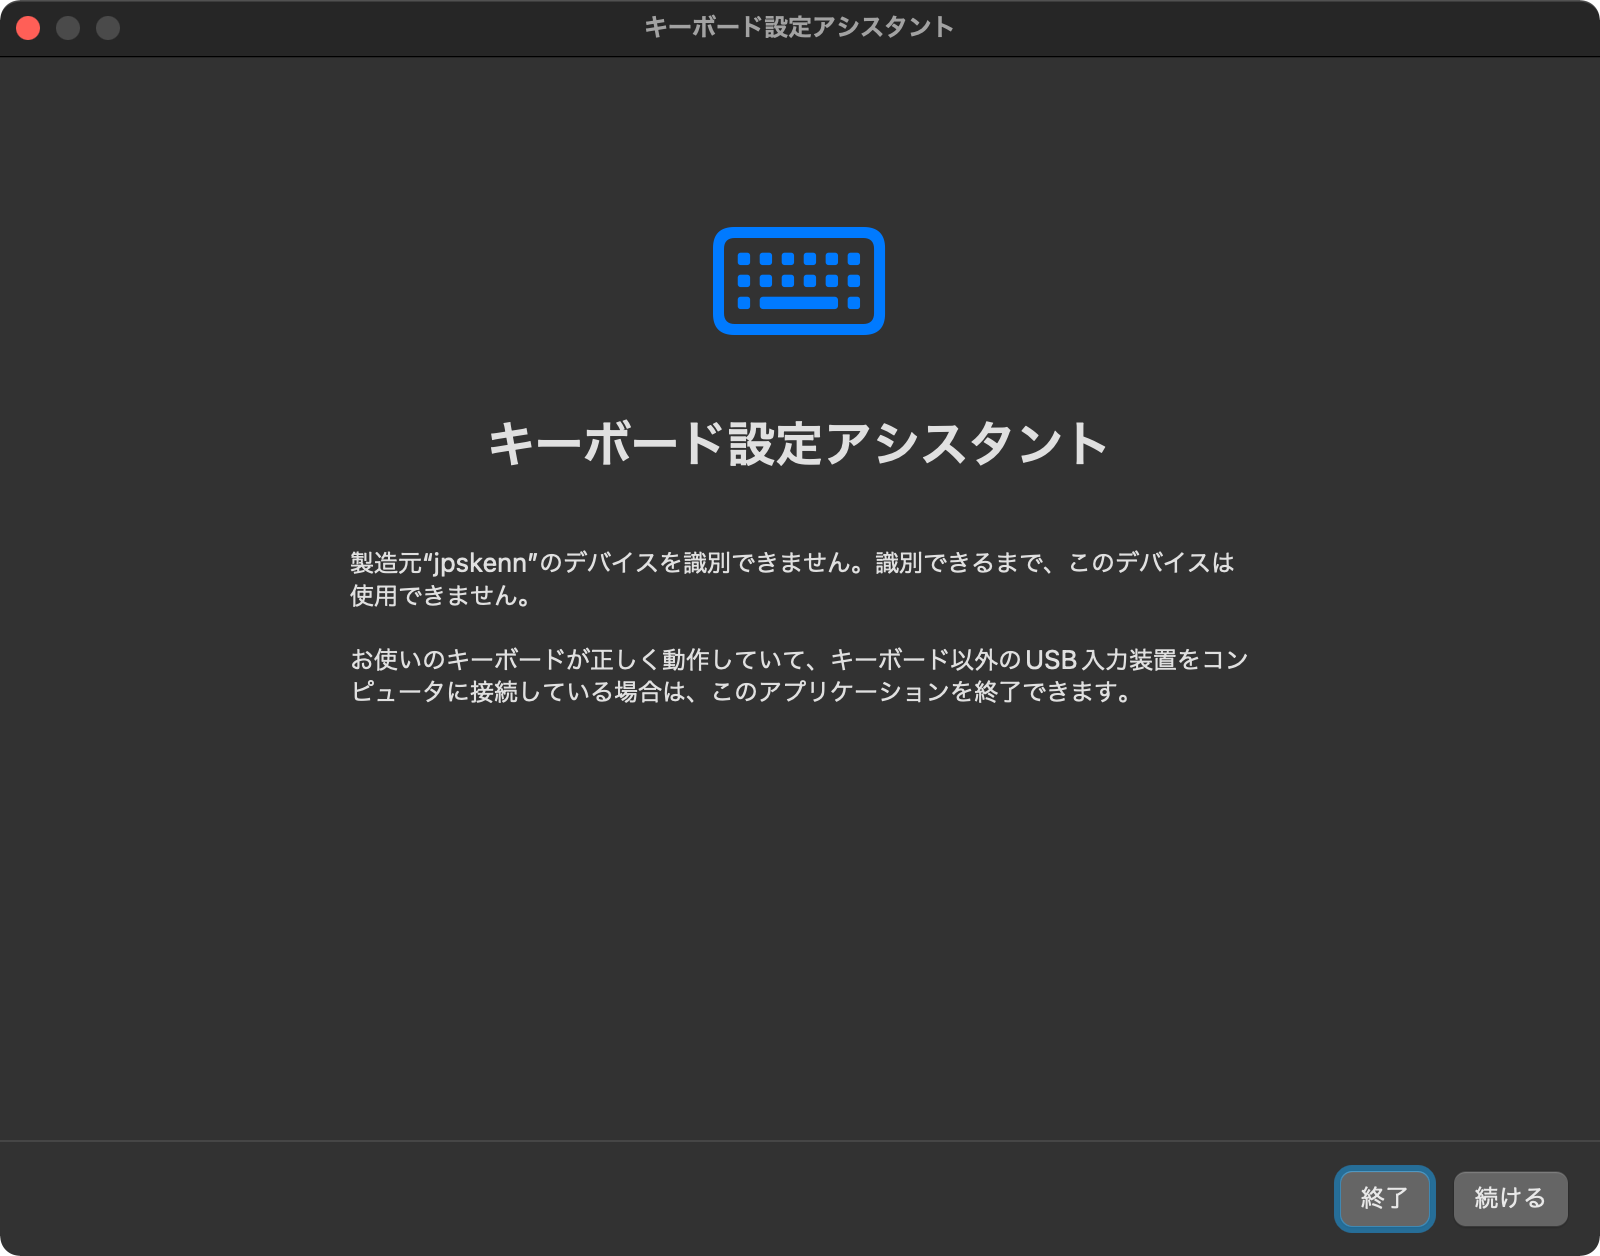 キーボード設定アシスタント
キーボード設定アシスタント
製造元“jpskenn”のデバイスを識別できません。識別できるまで、このデバイスは
使用できません。
お使いのキーボードが正しく動作していて、キーボード以外のUSB入力装置をコン
ピュータに接続している場合は、このアプリケーションを終了できます。
終了
続ける